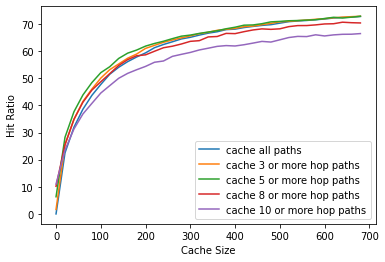 70
60
50
40
30
20
10
0
Hit Ratio
cache all paths
cache 3 or more hop paths
cache 5 or more hop paths
cache 8 or more hop paths
cache 10 or more hop paths
0 100 200 300 400 500 600 700
Cache Size